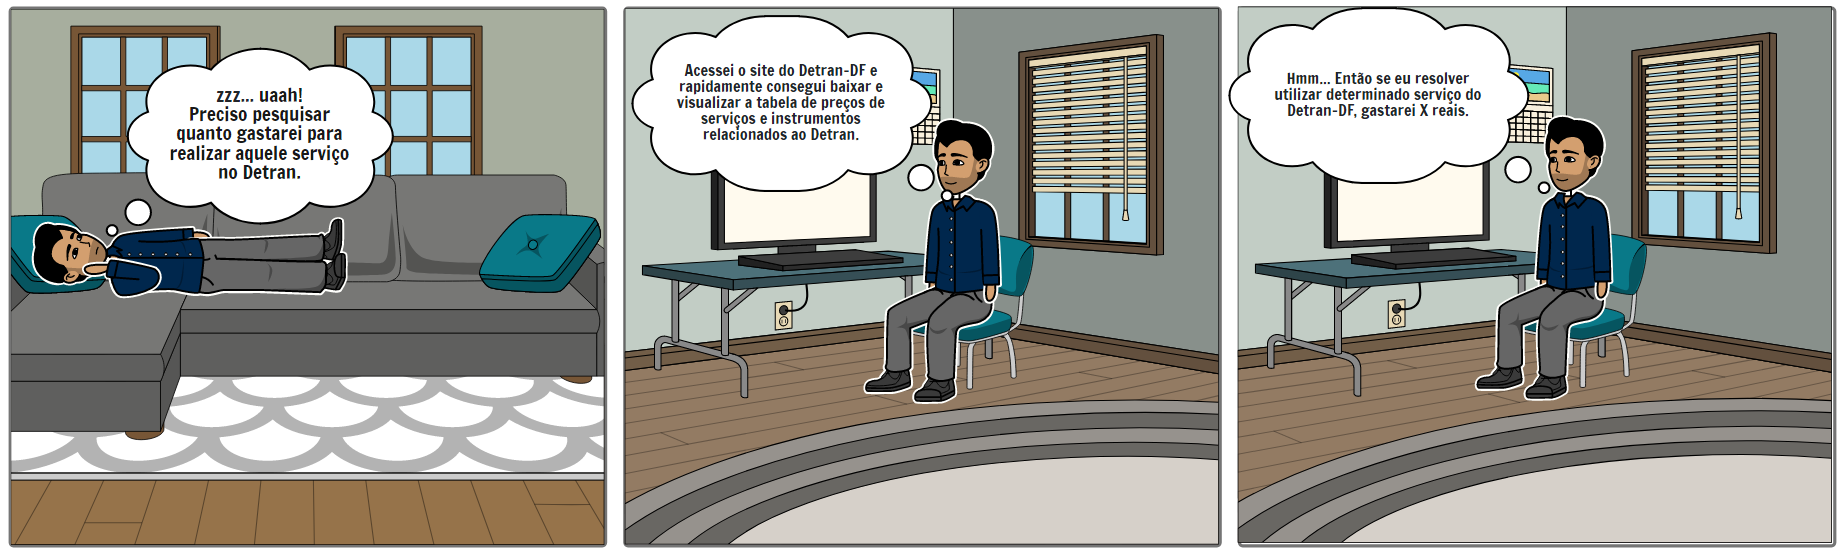 zzz... uaah!
Preciso pesquisar
quanto gastarei para
realizar aquele serviço
no Detran.
Acessei o site do Detran-DF e
rapidamente consegui baixar e
visualizar a tabela de preços de
serviços e instrumentos
relacionados ao Detran.
Hmm... Então se eu resolver
utilizar determinado serviço do
Detran-DF, gastarei X reais.